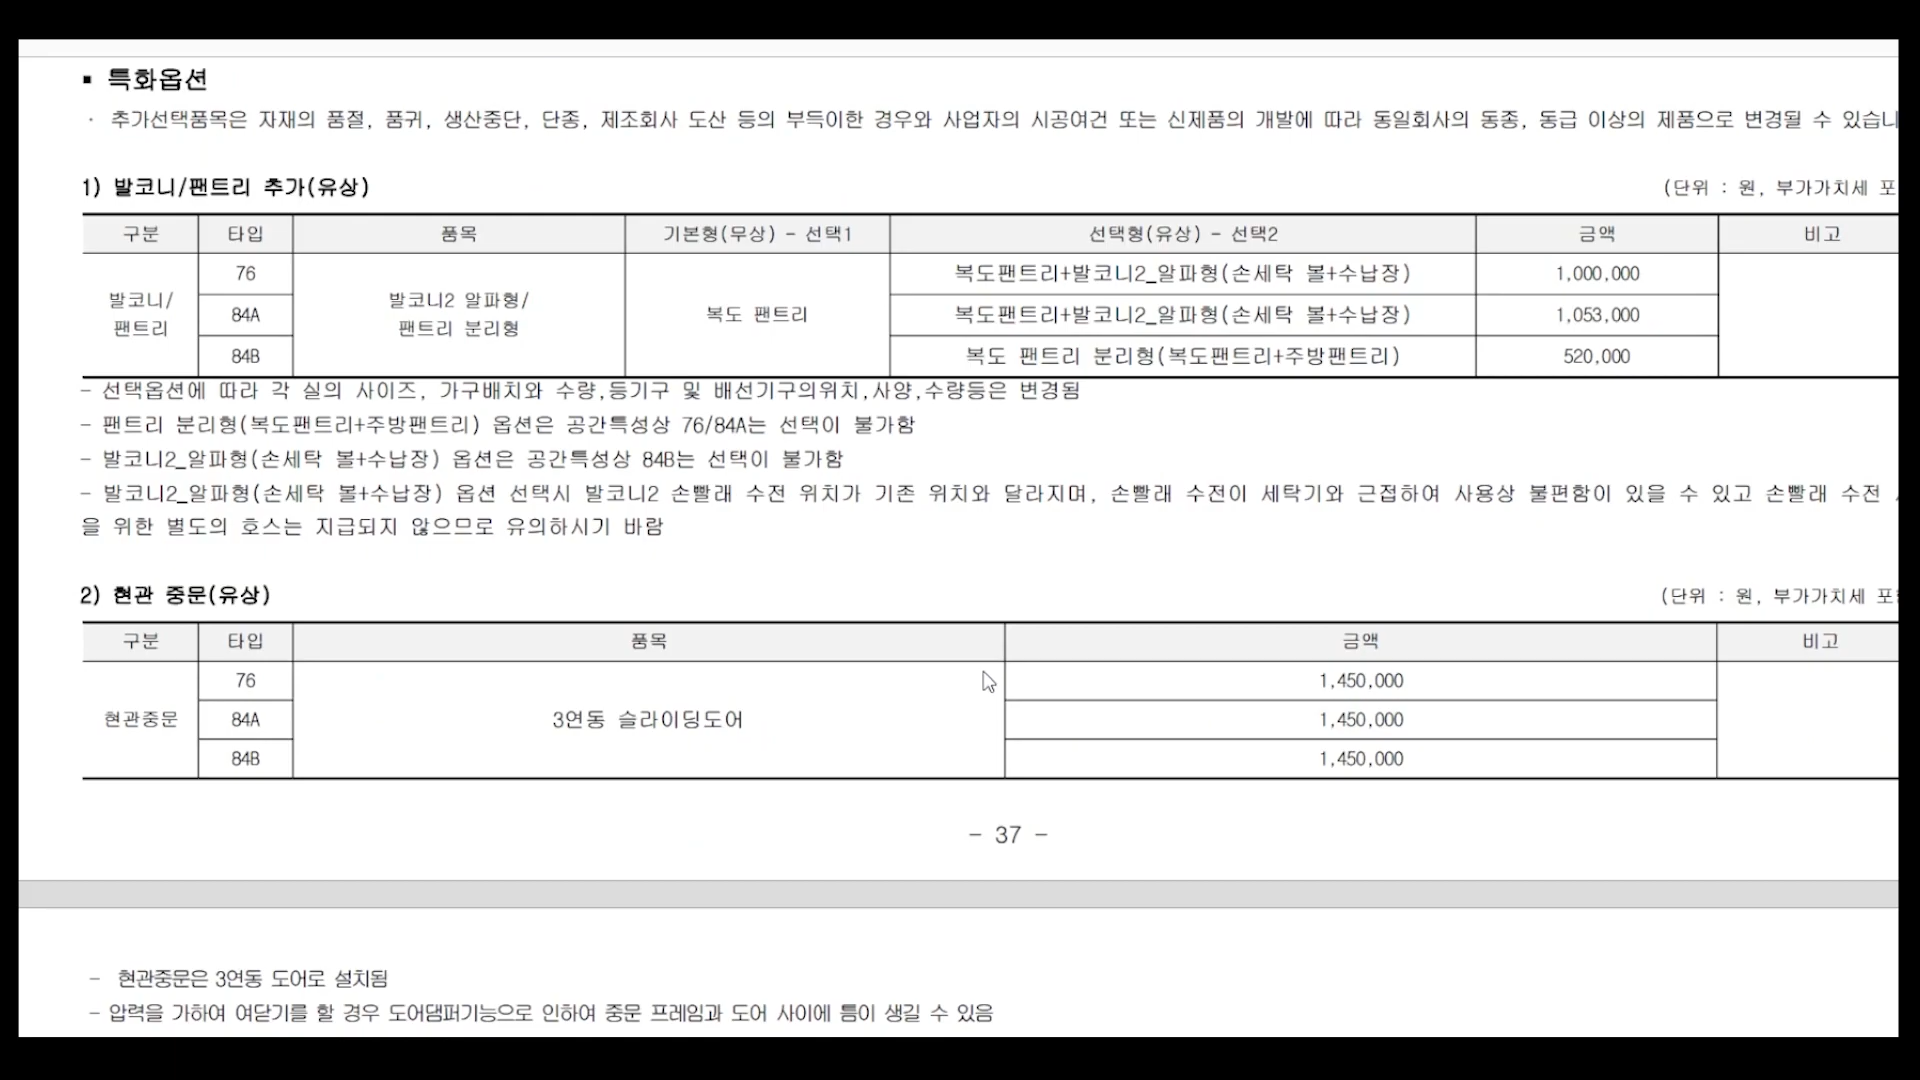 ▪ 특화옵션
· 추가선택품목은 자재의 품절, 품귀, 생산중단, 단종, 제조회사 도산 등의 부득이한 경우와 사업자의 시공여건 또는 신제품의 개발에 따라 동일회사의 동종, 동급 이상의 제품으로 변경될 수 있습니
1) 발코니/팬트리 추가(유상) (단위 : 원, 부가가치세 포
구분 타입 품목 기본형(무상) - 선택1 선택형(유상) - 선택2 금액 비고
발코니/
팬트리
76
84A
84B
발코니2 알파형/
팬트리 분리형
복도 팬트리
복도팬트리+발코니2_알파형(손세탁 볼+수납장) 1,000,000
복도팬트리+발코니2_알파형(손세탁 볼+수납장) 1,053,000
복도 팬트리 분리형(복도팬트리+주방팬트리) 520,000
- 선택옵션에 따라 각 실의 사이즈, 가구배치와 수량,등기구 및 배선기구의위치,사양,수량등은 변경됨
- 팬트리 분리형(복도팬트리+주방팬트리) 옵션은 공간특성상 76/84A는 선택이 불가함
- 발코니2_알파형(손세탁 볼+수납장) 옵션은 공간특성상 84B는 선택이 불가함
- 발코니2_알파형(손세탁 볼+수납장) 옵션 선택시 발코니2 손빨래 수전 위치가 기존 위치와 달라지며, 손빨래 수전이 세탁기와 근접하여 사용상 불편함이 있을 수 있고 손빨래 수전
을 위한 별도의 호스는 지급되지 않으므로 유의하시기 바람
2) 현관 중문(유상) (단위 : 원, 부가가치세 포
구분 타입 품목 금액 비고
현관중문
76
84A
84B
3연동 슬라이딩도어
1,450,000
1,450,000
1,450,000
- 37 -
- 현관중문은 3연동 도어로 설치됨
- 압력을 가하여 여닫기를 할 경우 도어댐퍼기능으로 인하여 중문 프레임과 도어 사이에 틈이 생길 수 있음